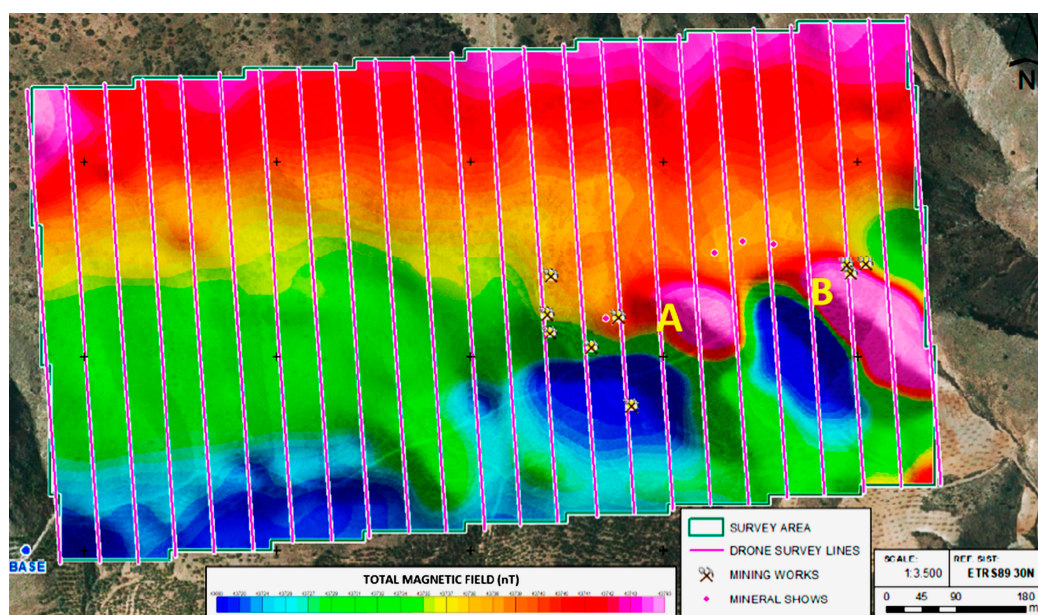 N
A
B
BASE
SURVEY AREA
DRONE SURVEY LINES
MINING WORKS
MINERAL SHOWS
TOTAL MAGNETIC FIELD (nT)
SCALE:
1:3.500
REF. SIST:
ETRS89 30N
0 45 90 180
m